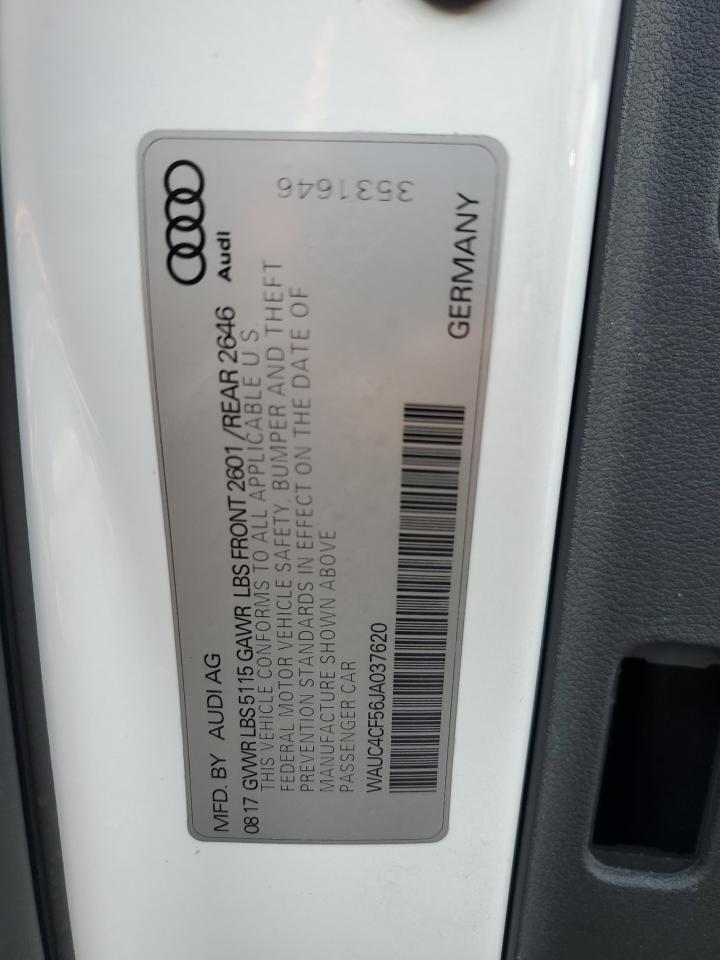 MFD. BY AUDI AG
Audi
0817 GVWR LBS5115 GAWR LBS FRONT 2601/REAR 2646
THIS VEHICLE CONFORMS TO ALL APPLICABLE U.S.
FEDERAL MOTOR VEHICLE SAFETY, BUMPER AND THEFT
PREVENTION STANDARDS IN EFFECT ON THE DATE OF
MANUFACTURE SHOWN ABOVE
PASSENGER CAR
3531646
WAUC4CF56JA037620
GERMANY